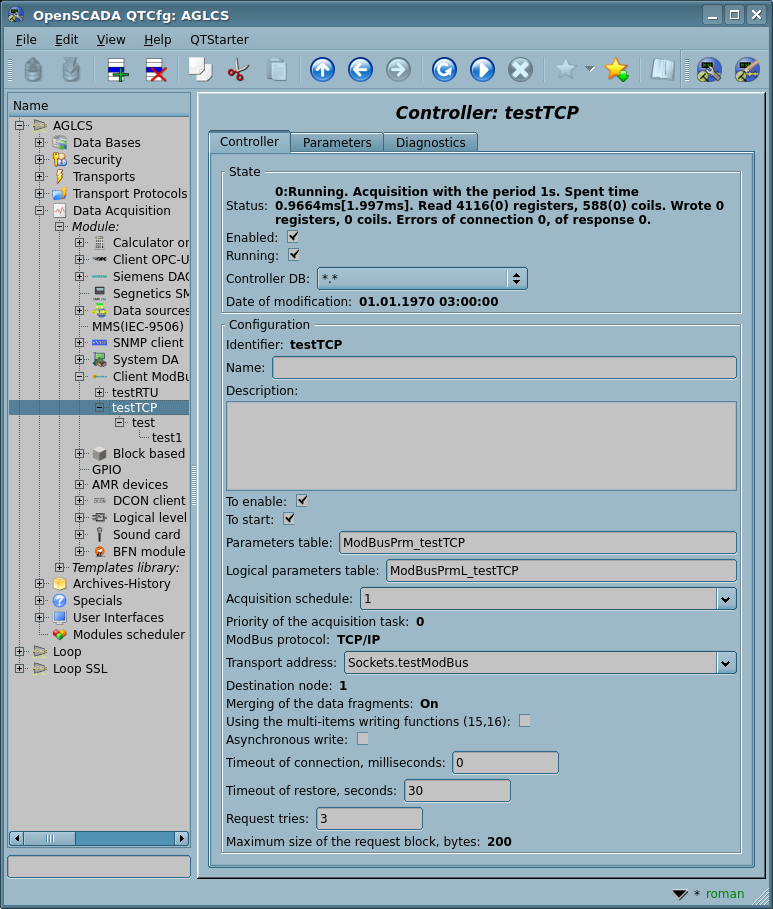 OpenSCADA QTCfg: AGLCS
File Edit View Help QTStarter
Name
AGLCS
Data Bases
Security
Transports
Transport Protocols
Data Acquisition
Module:
Calculator or
Client OPC-U
Siemens DAC
Segnetics SM
Data sources
MMS(IEC-9506)
SNMP client
System DA
Client ModBu
testRTU
testTCP
test
test1
Block based
GPIO
AMR devices
DCON client
Logical level
Sound card
BFN module
Templates library:
Archives-History
Specials
User Interfaces
Modules scheduler
Loop
Loop SSL
Controller: testTCP
Controller Parameters Diagnostics
State
Status: 0:Running. Acquisition with the period 1s. Spent time
0.9664ms[1.997ms]. Read 4116(0) registers, 588(0) coils. Wrote 0
registers, 0 coils. Errors of connection 0, of response 0.
Enabled:
Running:
Controller DB: *.*
Date of modification: 01.01.1970 03:00:00
Configuration
Identifier: testTCP
Name:
Description:
To enable:
To start:
Parameters table: ModBusPrm_testTCP
Logical parameters table: ModBusPrmL_testTCP
Acquisition schedule: 1
Priority of the acquisition task: 0
ModBus protocol: TCP/IP
Transport address: Sockets.testModBus
Destination node: 1
Merging of the data fragments: On
Using the multi-items writing functions (15,16):
Asynchronous write:
Timeout of connection, milliseconds: 0
Timeout of restore, seconds: 30
Request tries: 3
Maximum size of the request block, bytes: 200
* roman